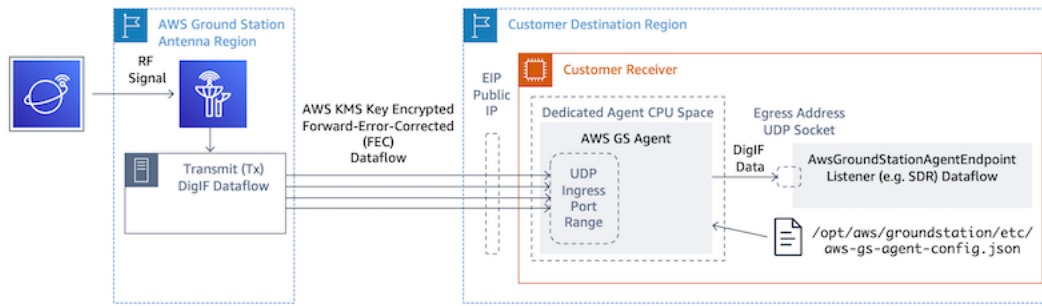 AWS Ground Station
Antenna Region
RF
Signal
Transmit (Tx)
DigIF Dataflow
AWS KMS Key Encrypted
Forward-Error-Corrected
(FEC)
Dataflow
Customer Destination Region
EIP
Public
IP
Customer Receiver
Dedicated Agent CPU Space
AWS GS Agent
UDP
Ingress
Port
Range
DigIF
Data
Egress Address
UDP Socket
AwsGroundStationAgentEndpoint
Listener (e.g. SDR) Dataflow
/opt/aws/groundstation/etc/
aws-gs-agent-config.json